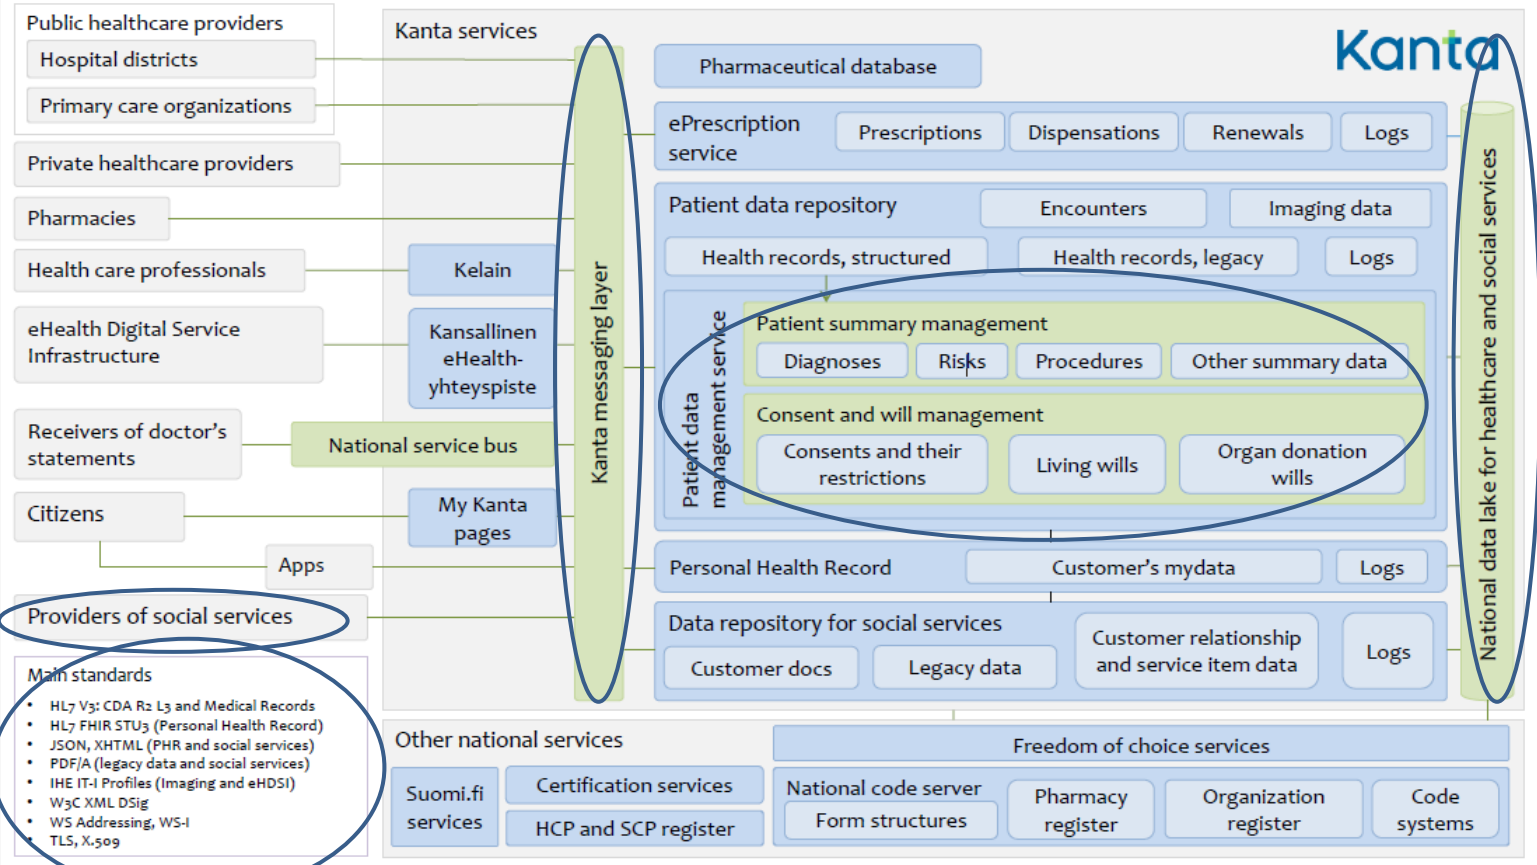 Public healthcare providers
Hospital districts
Primary care organizations
Private healthcare providers
Pharmacies
Health care professionals
eHealth Digital Service
Infrastructure
Receivers of doctor's
statements
Citizens
Apps
Providers of social services
Main standards
• HL7 V3: CDA R2 L3 and Medical Records
• HL7 FHIR STU3 (Personal Health Record)
• JSON, XHTML (PHR and social services)
• PDF/A (legacy data and social services)
• IHE IT-I Profiles (Imaging and eHDSI)
• W3C XML DSig
• WS Addressing, WS-I
• TLS, X.509
Kanta services
Kelain
Kansallinen
eHealth-
yhteyspiste
National service bus
My Kanta
pages
Kanta messaging layer
Kanta
Pharmaceutical database
ePrescription
service
Prescriptions
Dispensations
Renewals
Logs
Patient data repository
Encounters
Imaging data
Health records, structured
Health records, legacy
Logs
Patient data
management service
Patient summary management
Diagnoses
Risks
Procedures
Other summary data
Consent and will management
Consents and their
restrictions
Living wills
Organ donation
wills
Personal Health Record
Customer's mydata
Logs
Data repository for social services
Customer docs
Legacy data
Customer relationship
and service item data
Logs
National data lake for healthcare and social services
Other national services
Suomi.fi
services
Certification services
HCP and SCP register
Freedom of choice services
National code server
Form structures
Pharmacy
register
Organization
register
Code
systems